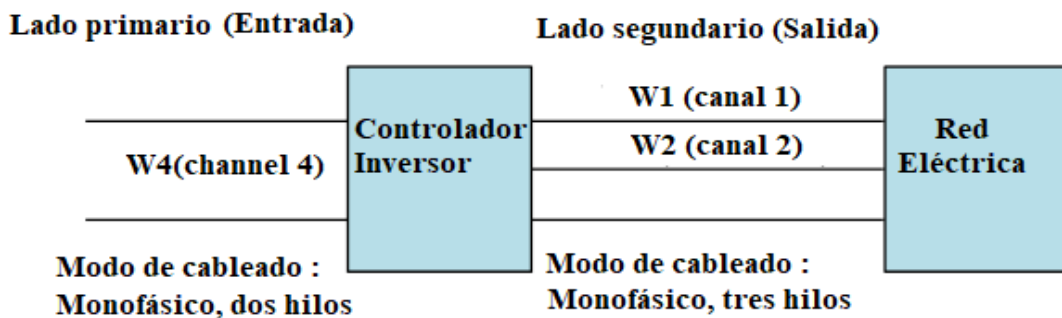 Lado primario (Entrada)
Lado segundario (Salida)
W1 (canal 1)
W2 (canal 2)
Controlador
Inversor
W4(channel 4)
Red
Eléctrica
Modo de cableado :
Monofásico, dos hilos
Modo de cableado :
Monofásico, tres hilos